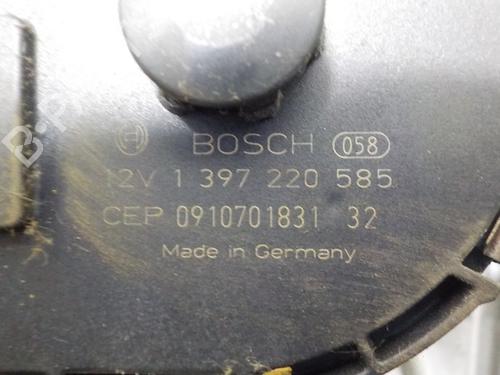 BOSCH 058
12V 1 397 220 585
CEP 0910701831 32
Made in Germany